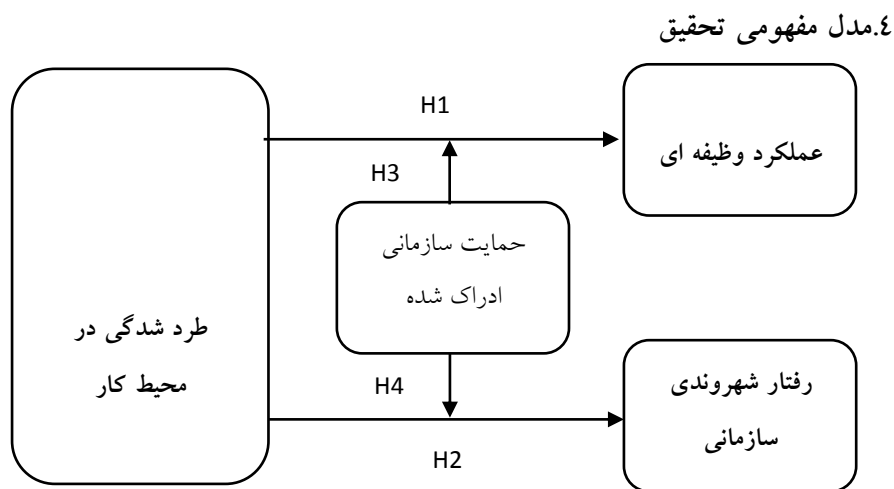 ٤.مدل مفهومی تحقیق
H1
عملکرد وظیفه ای
H3
حمایت سازمانی
ادراک شده
طرد شدگی در
محیط کار
H4
رفتار شهروندی
سازمانی
H2